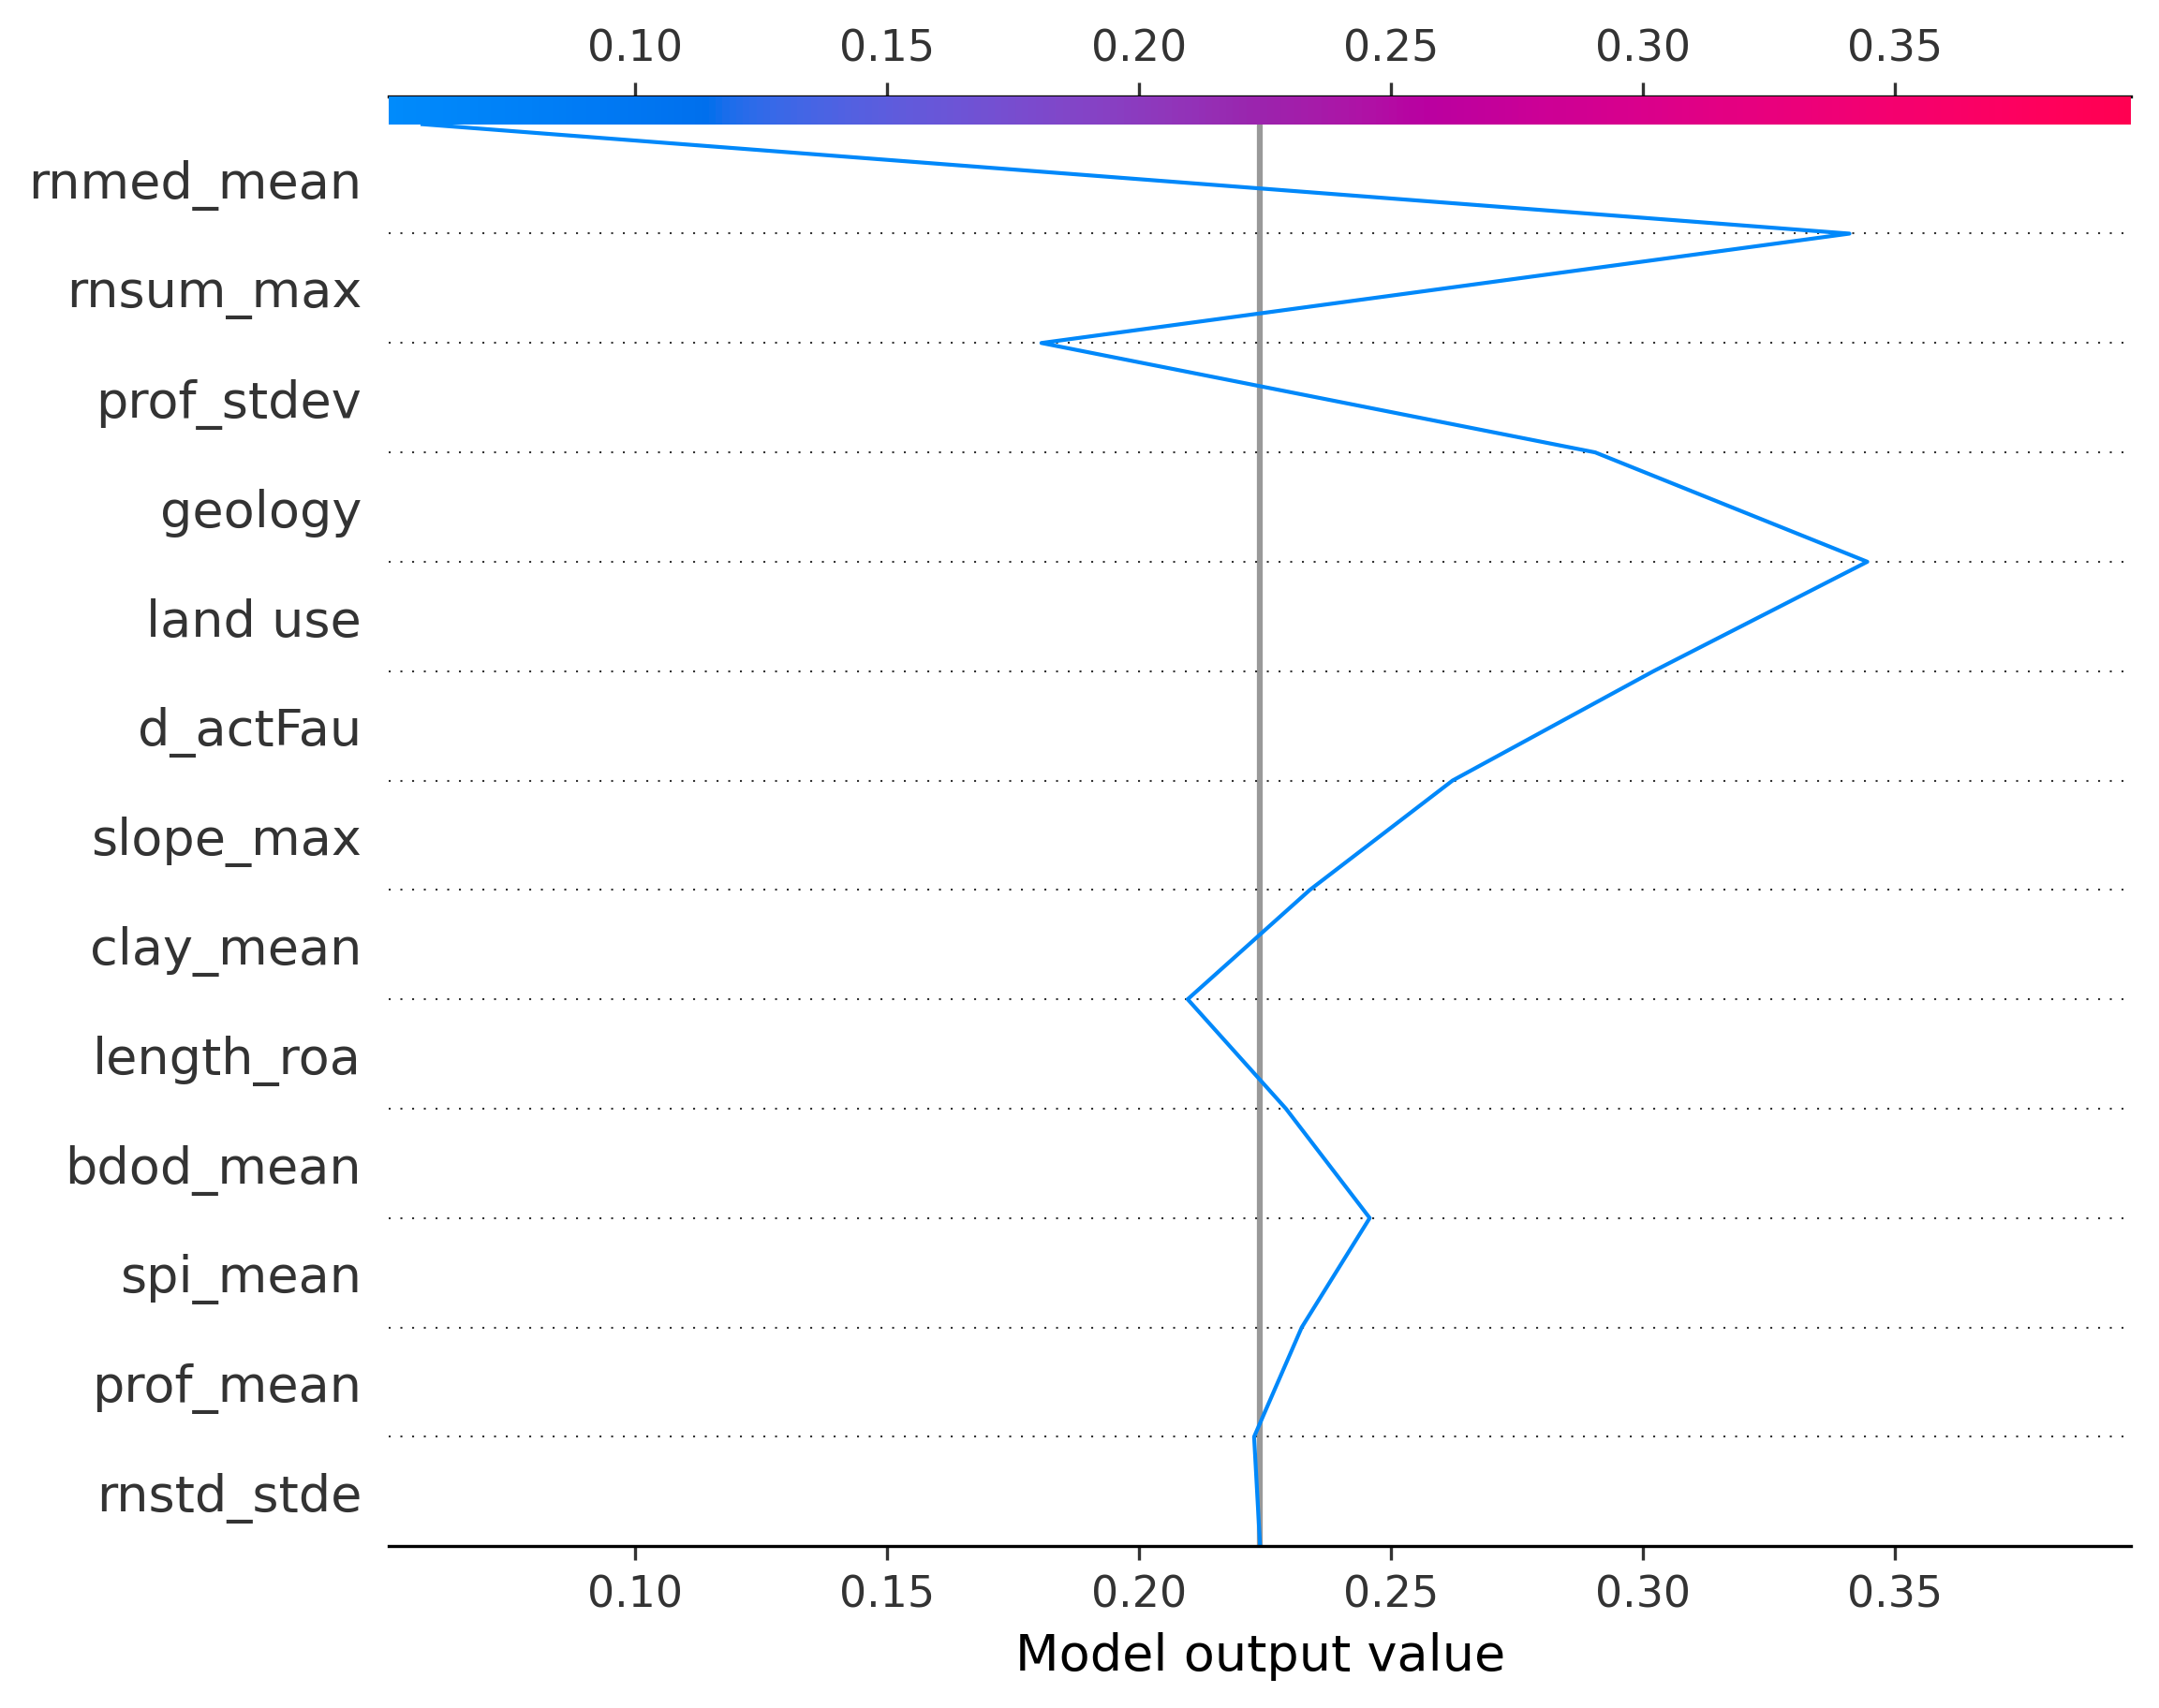 0.10 0.15 0.20 0.25 0.30 0.35
rnmed_mean
rnsum_max
prof_stdev
geology
land use
d_actFau
slope_max
clay_mean
length_roa
bdod_mean
spi_mean
prof_mean
rnstd_stde
0.10 0.15 0.20 0.25 0.30 0.35
Model output value